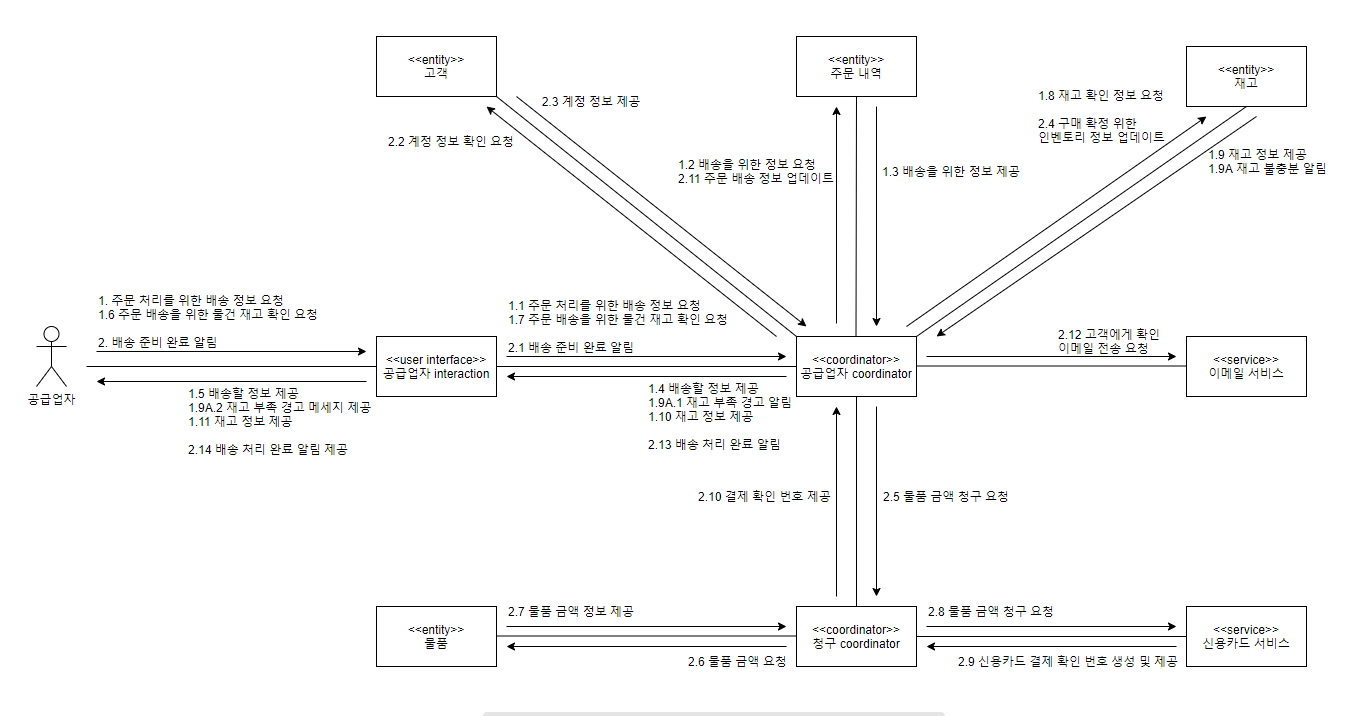 <<entity>>
고객
<<entity>>
주문 내역
<<entity>>
재고
2.3 계정 정보 제공
2.2 계정 정보 확인 요청
1.2 배송을 위한 정보 요청
2.11 주문 배송 정보 업데이트
1.3 배송을 위한 정보 제공
1.8 재고 확인 정보 요청
2.4 구매 확정 위한
인벤토리 정보 업데이트
1.9 재고 정보 제공
1.9A 재고 불충분 알림
1. 주문 처리를 위한 배송 정보 요청
1.6 주문 배송을 위한 물건 재고 확인 요청
2. 배송 준비 완료 알림
1.1 주문 처리를 위한 배송 정보 요청
1.7 주문 배송을 위한 물건 재고 확인 요청
2.1 배송 준비 완료 알림
2.12 고객에게 확인
이메일 전송 요청
공급업자
<<user interface>>
공급업자 interaction
<<coordinator>>
공급업자 coordinator
<<service>>
이메일 서비스
1.5 배송할 정보 제공
1.9A.2 재고 부족 경고 메세지 제공
1.11 재고 정보 제공
2.14 배송 처리 완료 알림 제공
1.4 배송할 정보 제공
1.9A.1 재고 부족 경고 알림
1.10 재고 정보 제공
2.13 배송 처리 완료 알림
2.10 결제 확인 번호 제공
2.5 물품 금액 청구 요청
<<entity>>
물품
2.7 물품 금액 정보 제공
2.6 물품 금액 요청
<<coordinator>>
청구 coordinator
2.8 물품 금액 청구 요청
2.9 신용카드 결제 확인 번호 생성 및 제공
<<service>>
신용카드 서비스